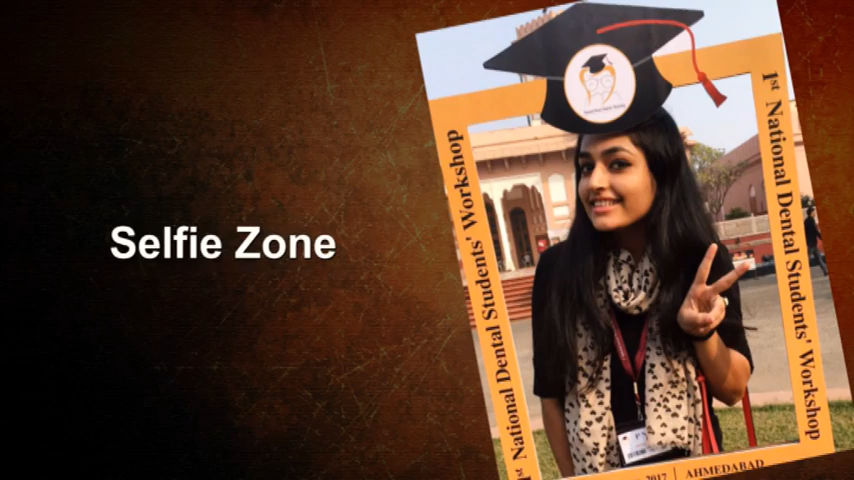 Selfie Zone
1st National Dental Students' Workshop
1st National Dental Students' Workshop
2017 | AHMEDABAD